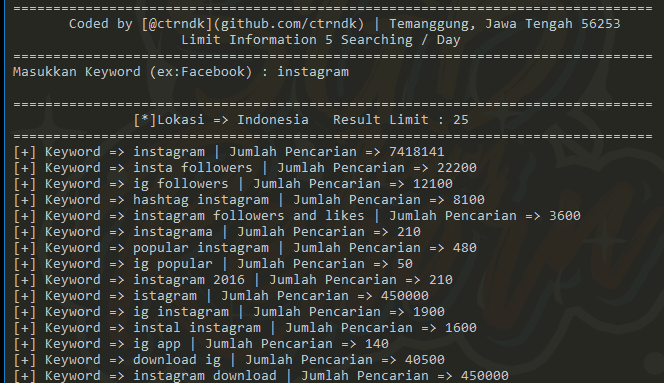 ================================================================================
Coded by [@ctrndk](github.com/ctrndk) | Temanggung, Jawa Tengah 56253
Limit Information 5 Searching / Day
================================================================================
Masukkan Keyword (ex:Facebook) : instagram
================================================================================
[*]Lokasi => Indonesia   Result Limit : 25
================================================================================
[+] Keyword => instagram | Jumlah Pencarian => 7418141
[+] Keyword => insta followers | Jumlah Pencarian => 22200
[+] Keyword => ig followers | Jumlah Pencarian => 12100
[+] Keyword => hashtag instagram | Jumlah Pencarian => 8100
[+] Keyword => instagram followers and likes | Jumlah Pencarian => 3600
[+] Keyword => instagrama | Jumlah Pencarian => 210
[+] Keyword => popular instagram | Jumlah Pencarian => 480
[+] Keyword => ig popular | Jumlah Pencarian => 50
[+] Keyword => instagram 2016 | Jumlah Pencarian => 210
[+] Keyword => istagram | Jumlah Pencarian => 450000
[+] Keyword => ig instagram | Jumlah Pencarian => 1900
[+] Keyword => instal instagram | Jumlah Pencarian => 1600
[+] Keyword => ig app | Jumlah Pencarian => 140
[+] Keyword => download ig | Jumlah Pencarian => 40500
[+] Keyword => instagram download | Jumlah Pencarian => 450000